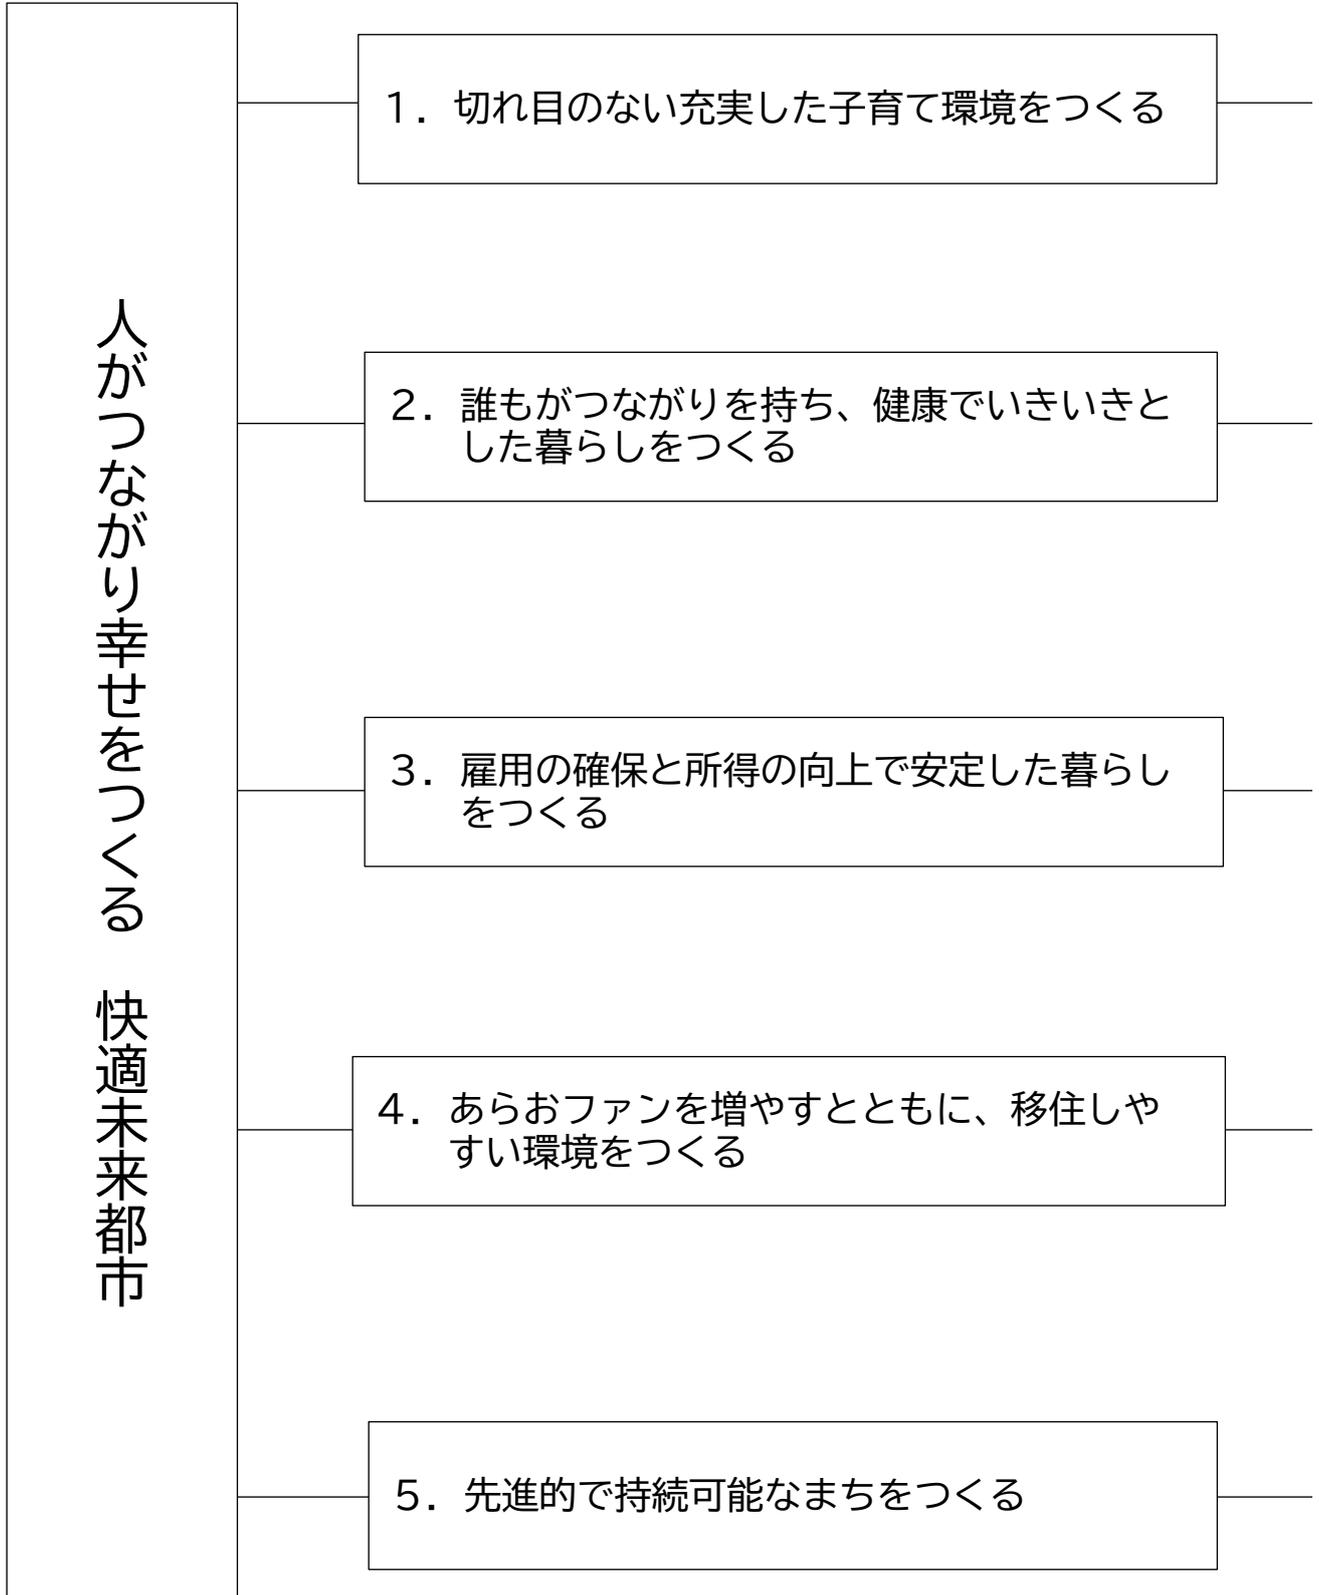 人がつながり幸せをつくる　快適未来都市
１．切れ目のない充実した子育て環境をつくる
２．誰もがつながりを持ち、健康でいきいきと
した暮らしをつくる
３．雇用の確保と所得の向上で安定した暮らし
をつくる
４．あらおファンを増やすとともに、移住しや
すい環境をつくる
５．先進的で持続可能なまちをつくる